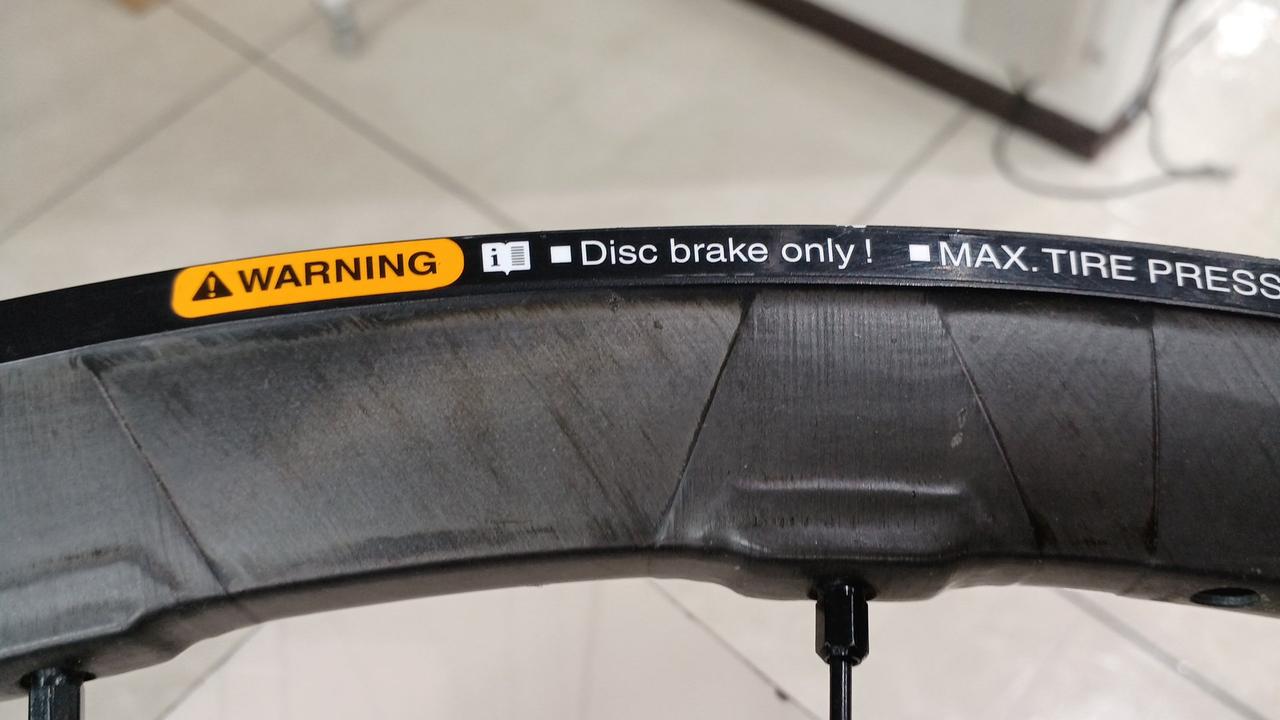 WARNING i ■ Disc brake only! ■ MAX. TIRE PRESS